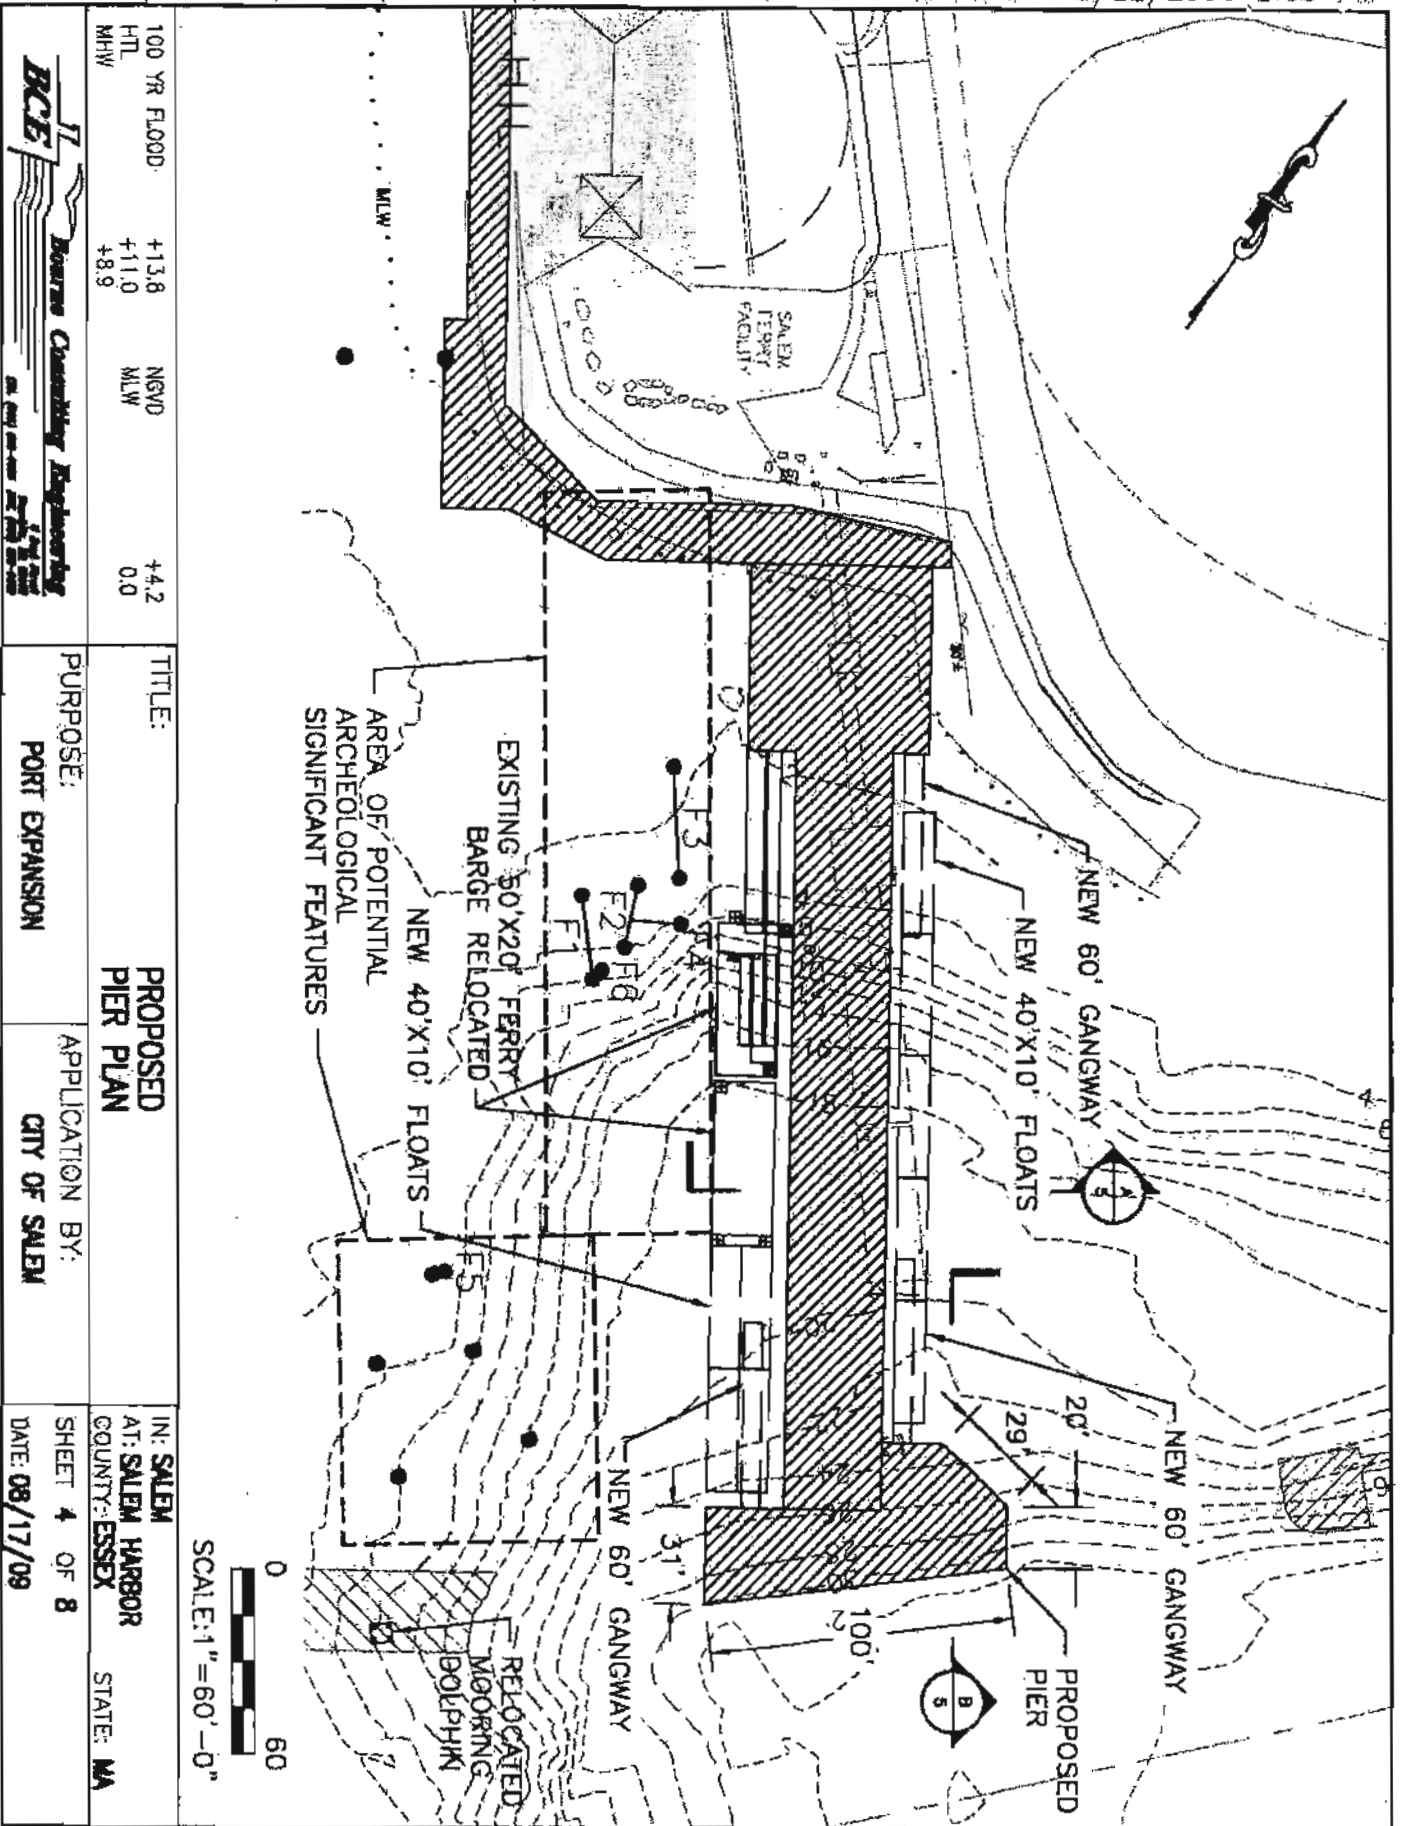 SALEM
FERRY
FACILITY
MLW
HTL
NEW 60' GANGWAY
NEW 40'X10' FLOATS
A
5
4
6
9
20'
29'
NEW 60' GANGWAY
PROPOSED
PIER
B
5
100'
31'
NEW 60' GANGWAY
F3
F4
F2
F1
F6
F5
EXISTING 50'X20' FERRY
BARGE RELOCATED
NEW 40'X10' FLOATS
AREA OF POTENTIAL
ARCHEOLOGICAL
SIGNIFICANT FEATURES
RELOCATED
MOORING
DOLPHIN
0 60
SCALE:1"=60'-0"
100 YR FLOOD +13.8 NGVD +4.2
HTL +11.0 MLW 0.0
MHW +8.9
BCE
Bourne Consulting Engineering
TITLE:
PROPOSED
PIER PLAN
PURPOSE:
PORT EXPANSION
APPLICATION BY:
CITY OF SALEM
IN: SALEM
AT: SALEM HARBOR
COUNTY: ESSEX STATE: MA
SHEET 4 OF 8
DATE: 08/17/09